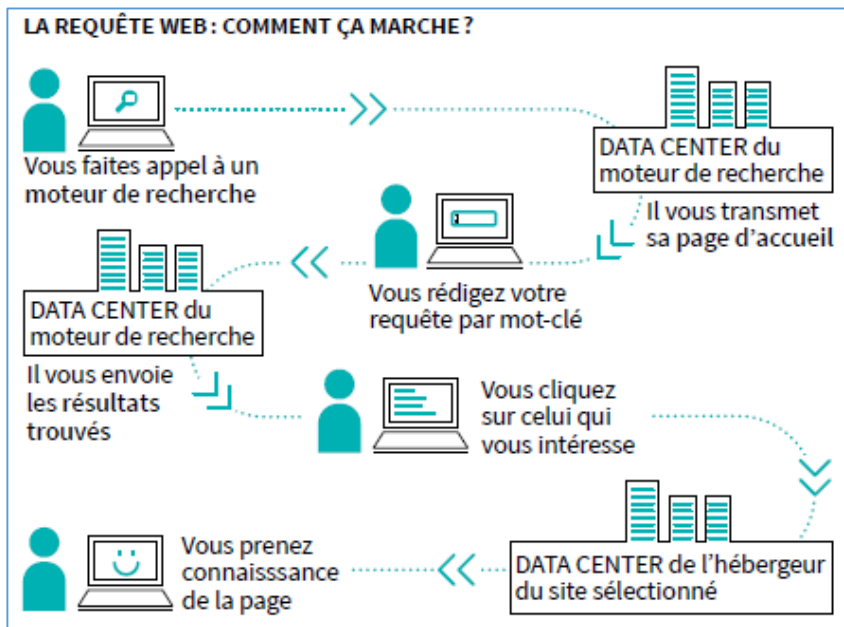 LA REQUÊTE WEB : COMMENT ÇA MARCHE ?
Vous faites appel à un
moteur de recherche
DATA CENTER du
moteur de recherche
Il vous transmet
sa page d'accueil
Vous rédigez votre
requête par mot-clé
DATA CENTER du
moteur de recherche
Il vous envoie
les résultats
trouvés
Vous cliquez
sur celui qui
vous intéresse
DATA CENTER de l'hébergeur
du site sélectionné
Vous prenez
connaisssance
de la page